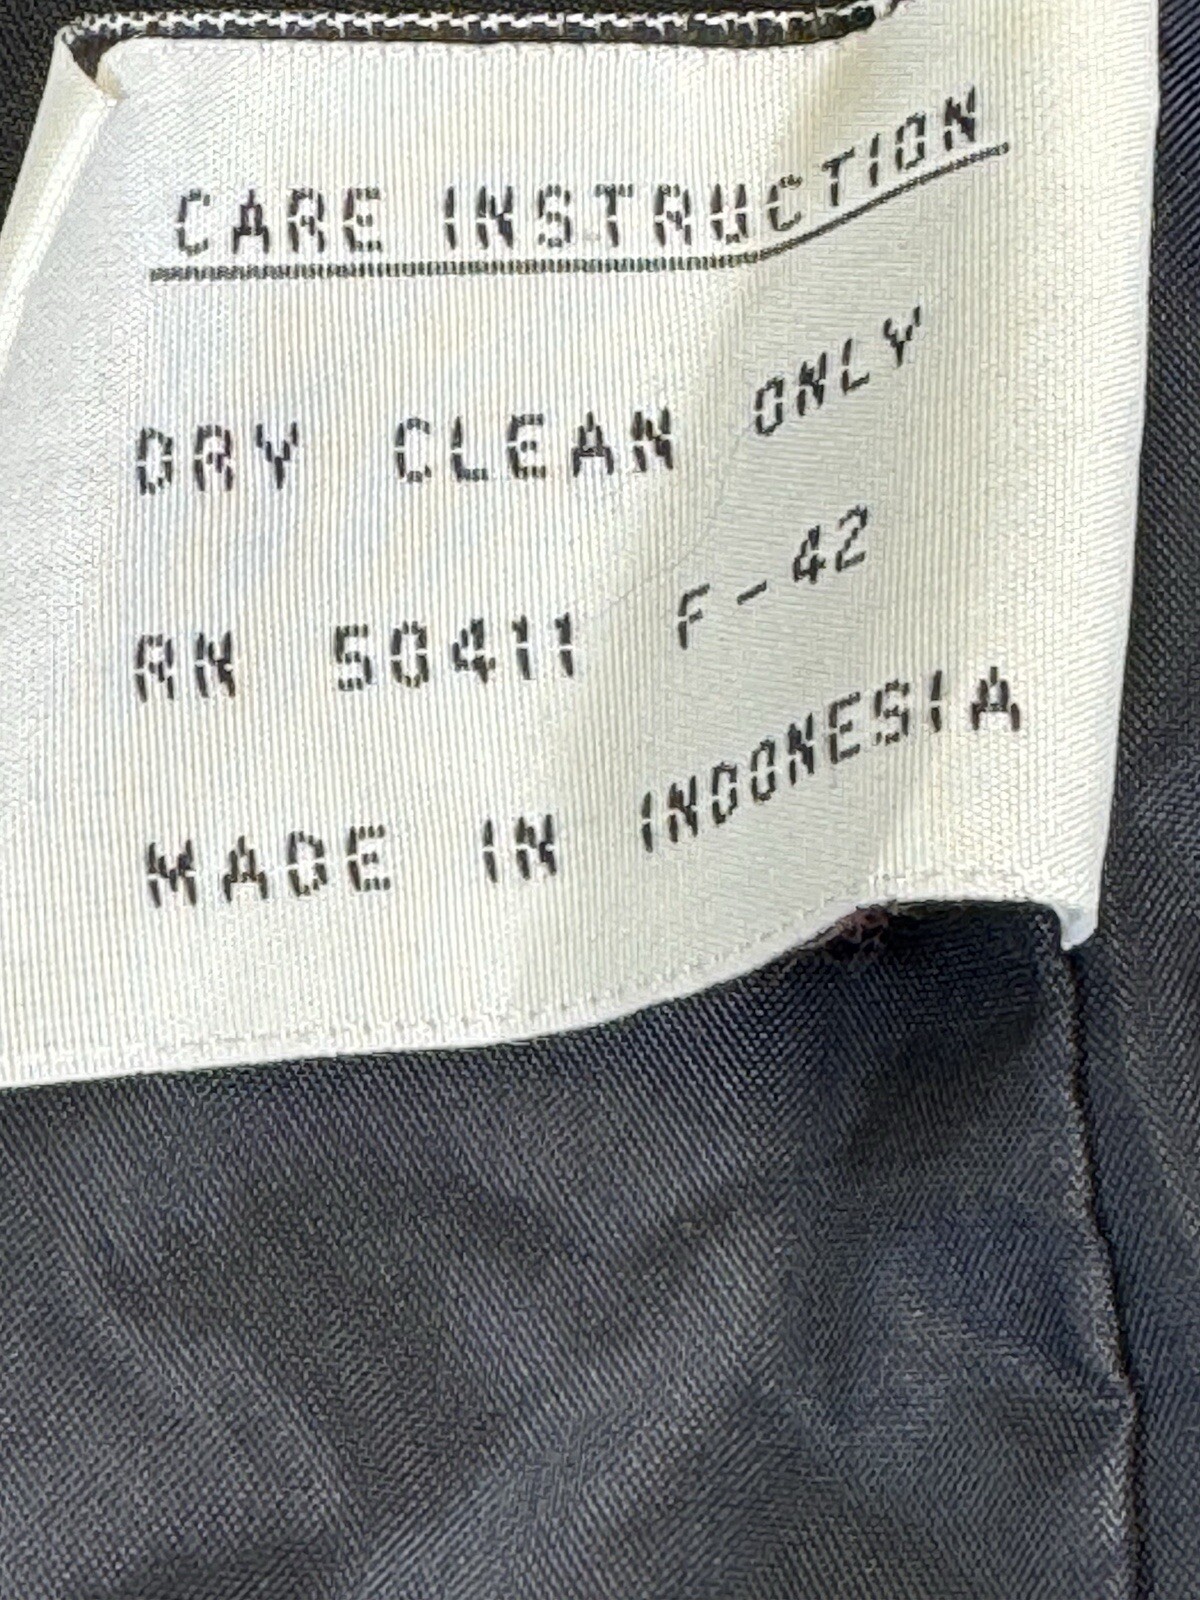 CARE INSTRUCTION
DRY CLEAN ONLY
RN 50411 F-42
MADE IN INDONESIA